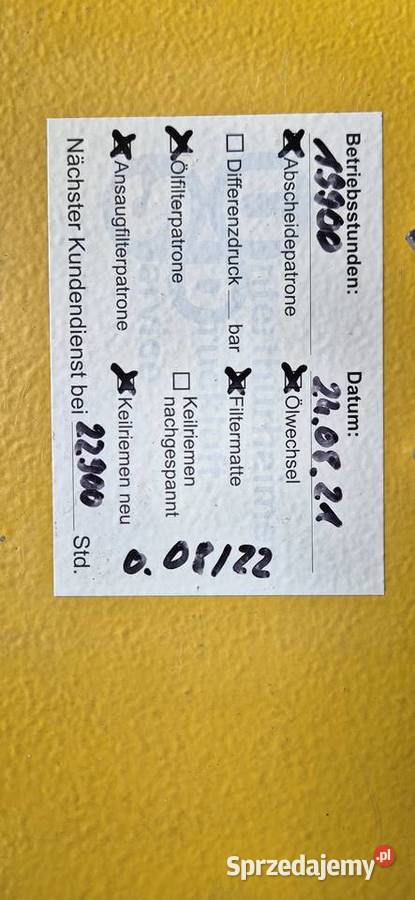 Betriebsstunden: Datum:
19900 24.08.21
Abscheidepatrone Ölwechsel
Differenzdruck ___ bar Filtermatte
Ölfilterpatrone Keilriemen
nachgespannt
Ansaugfilterpatrone Keilriemen neu
Nächster Kundendienst bei 22.900 Std.
o. 08/22
Sprzedajemy.pl